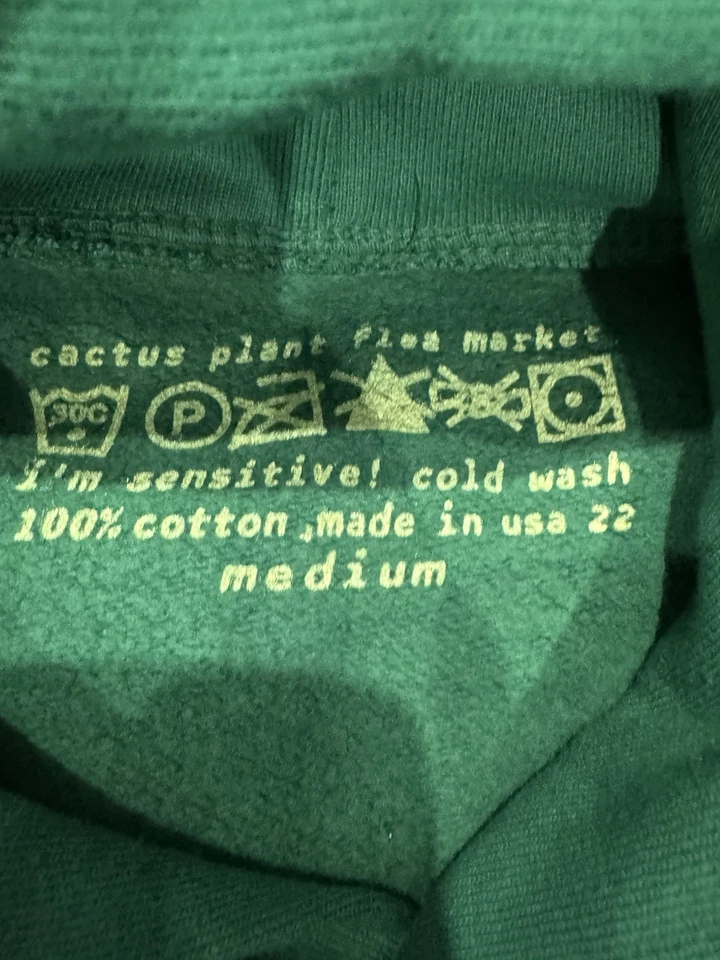 cactus plant flea market
30C P
i'm sensitive! cold wash
100% cotton ,made in usa 22
medium